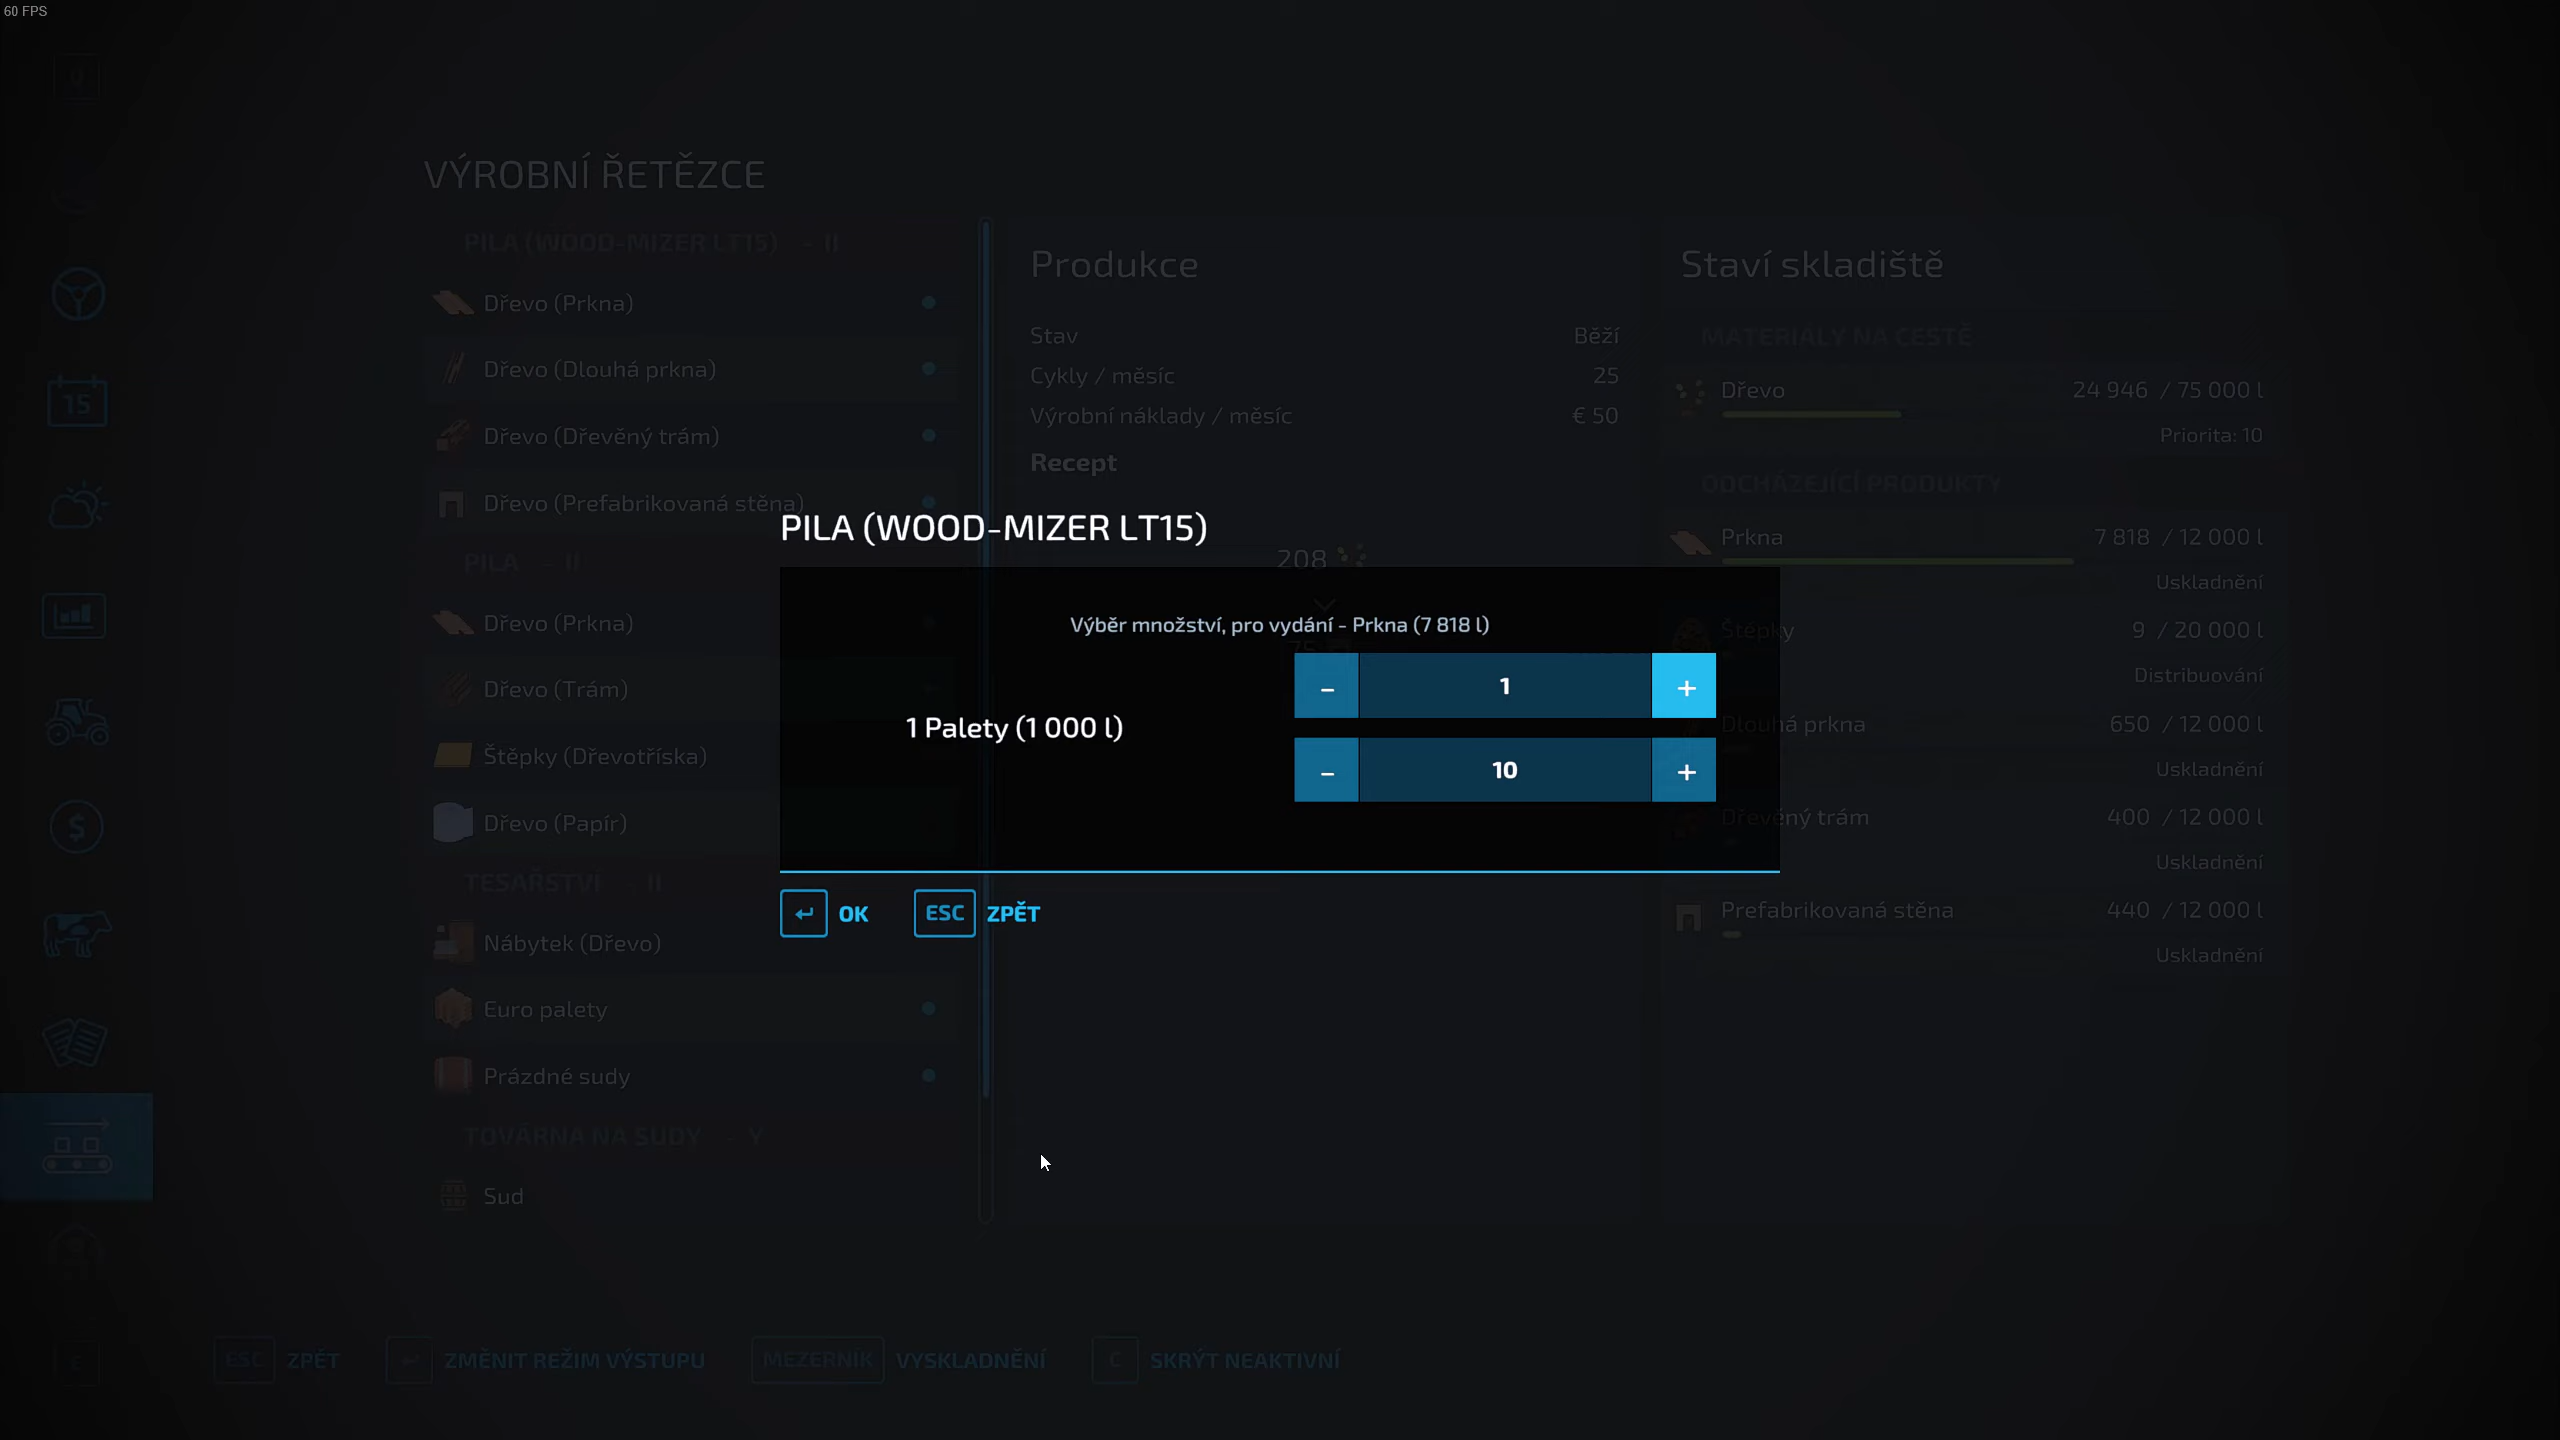 60 FPS
VÝROBNÍ ŘETĚZCE
PILA (WOOD-MIZER LT15) - II
Dřevo (Prkna)
Dřevo (Dlouhá prkna)
Dřevo (Dřevěný trám)
Dřevo (Prefabrikovaná stěna)
PILA - II
Dřevo (Prkna)
Dřevo (Trám)
Štěpky (Dřevotříska)
Dřevo (Papír)
TESAŘSTVÍ II
Nábytek (Dřevo)
Euro palety
Prázdné sudy
TOVÁRNA NA SUDY - Y
Sud
15
Produkce
Stav Běží
Cykly / měsíc 25
Výrobní náklady / měsíc € 50
Recept
208
Staví skladiště
MATERIÁLY NA CESTĚ
Dřevo 24 946 / 75 000 l
Priorita: 10
ODCHÁZEJÍCÍ PRODUKTY
Prkna 7 818 / 12 000 l
Uskladnění
Štěpky 9 / 20 000 l
Distribuování
Dlouhá prkna 650 / 12 000 l
Uskladnění
Dřevěný trám 400 / 12 000 l
Uskladnění
Prefabrikovaná stěna 440 / 12 000 l
Uskladnění
PILA (WOOD-MIZER LT15)
Výběr množství, pro vydání - Prkna (7 818 l)
1 Palety (1 000 l)
- 1 +
- 10 +
OK ESC ZPĚT
ESC ZPĚT ZMĚNIT REŽIM VÝSTUPU MEZERNÍK VYSKLADNĚNÍ C SKRÝT NEAKTIVNÍ